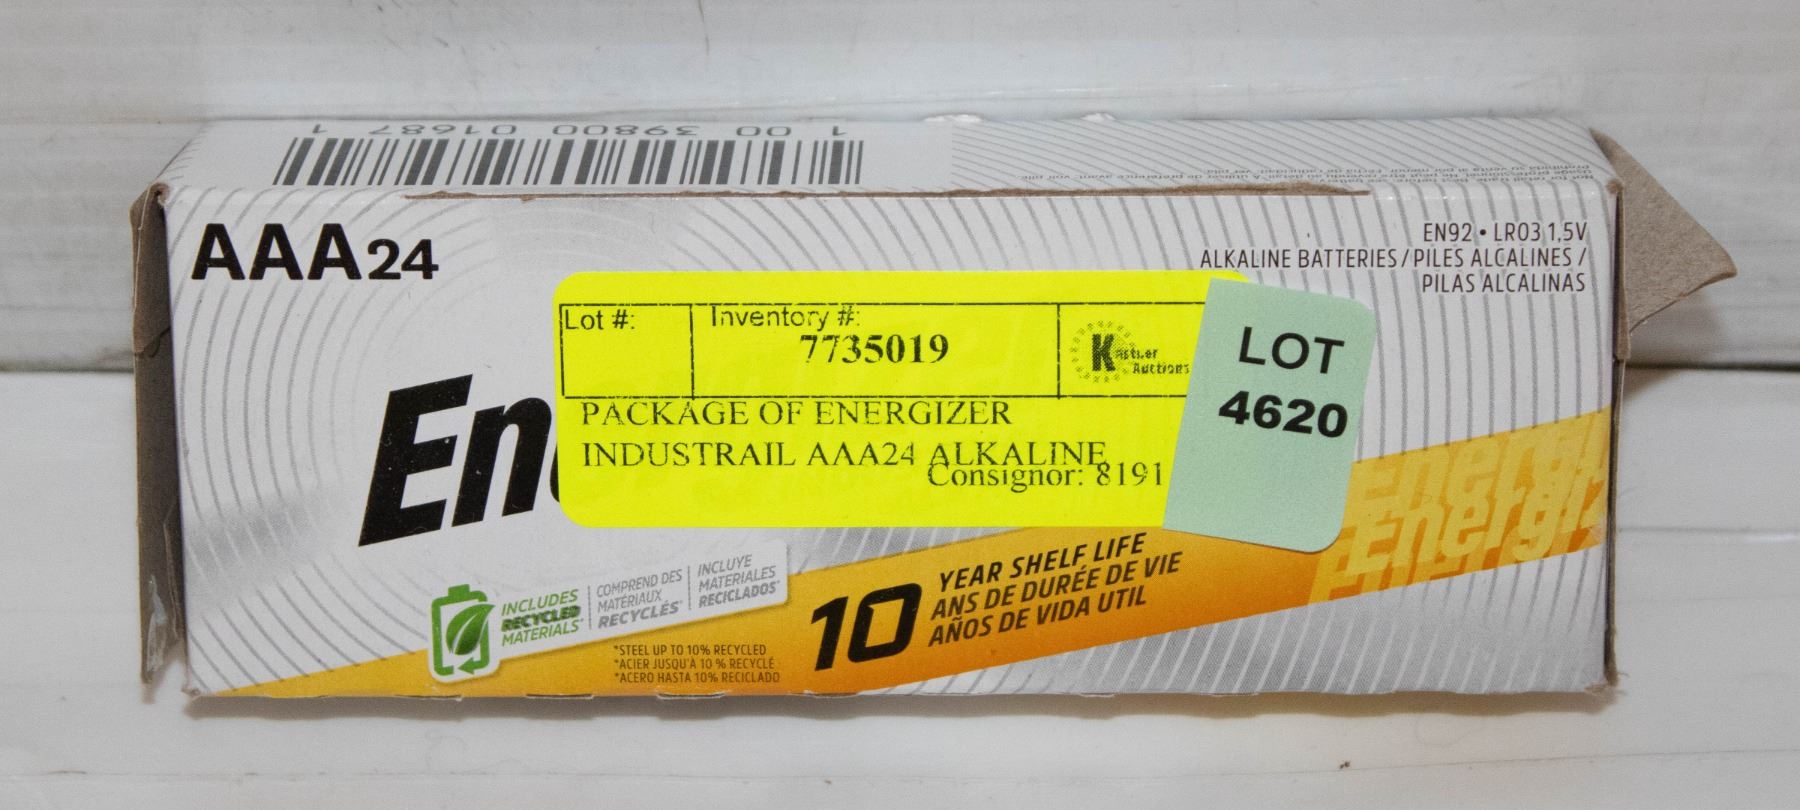 1 00 39800 01687 1
AAA24
EN92 • LR03 1,5V
ALKALINE BATTERIES / PILES ALCALINES /
PILAS ALCALINAS
Lot #:
Inventory #:
7735019
Auctions
PACKAGE OF ENERGIZER
INDUSTRAIL AAA24 ALKALINE
Consignor: 8191
LOT
4620
En
Energi
Energiz
INCLUDES
RECYCLED
MATERIALS*
COMPREND DES
MATÉRIAUX
RECYCLÉS*
INCLUYE
MATERIALES
RECICLADOS*
*STEEL UP TO 10% RECYCLED
*ACIER JUSQU'À 10 % RECYCLÉ
*ACERO HASTA 10% RECICLADO
10
YEAR SHELF LIFE
ANS DE DURÉE DE VIE
AÑOS DE VIDA UTIL